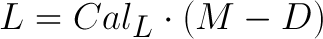 L = Cal_L · (M − D)